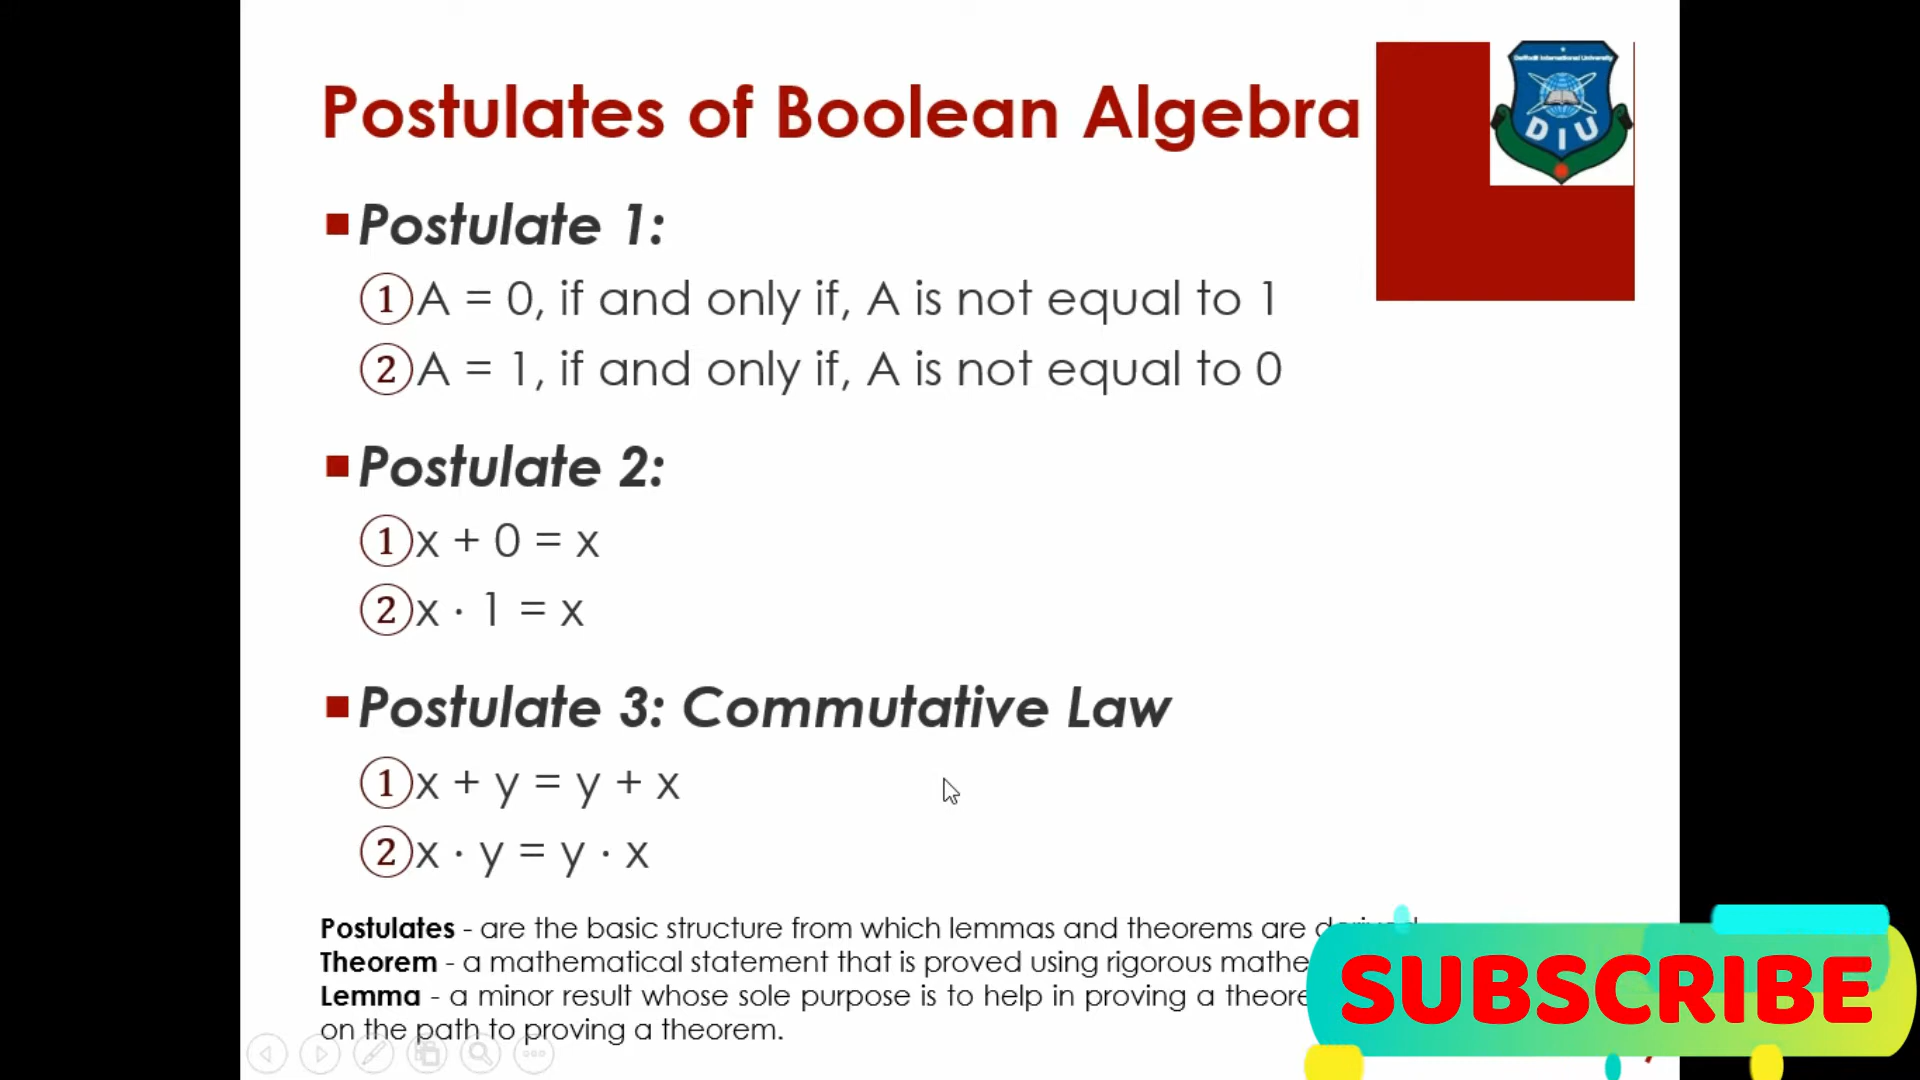 Postulates of Boolean Algebra
Daffodil International University
DIU
Postulate 1:
① A = 0, if and only if, A is not equal to 1
② A = 1, if and only if, A is not equal to 0
Postulate 2:
① x + 0 = x
② x · 1 = x
Postulate 3: Commutative Law
① x + y = y + x
② x · y = y · x
Postulates - are the basic structure from which lemmas and theorems are
Theorem - a mathematical statement that is proved using rigorous
Lemma - a minor result whose sole purpose is to help in proving a
on the path to proving a theorem.
SUBSCRIBE